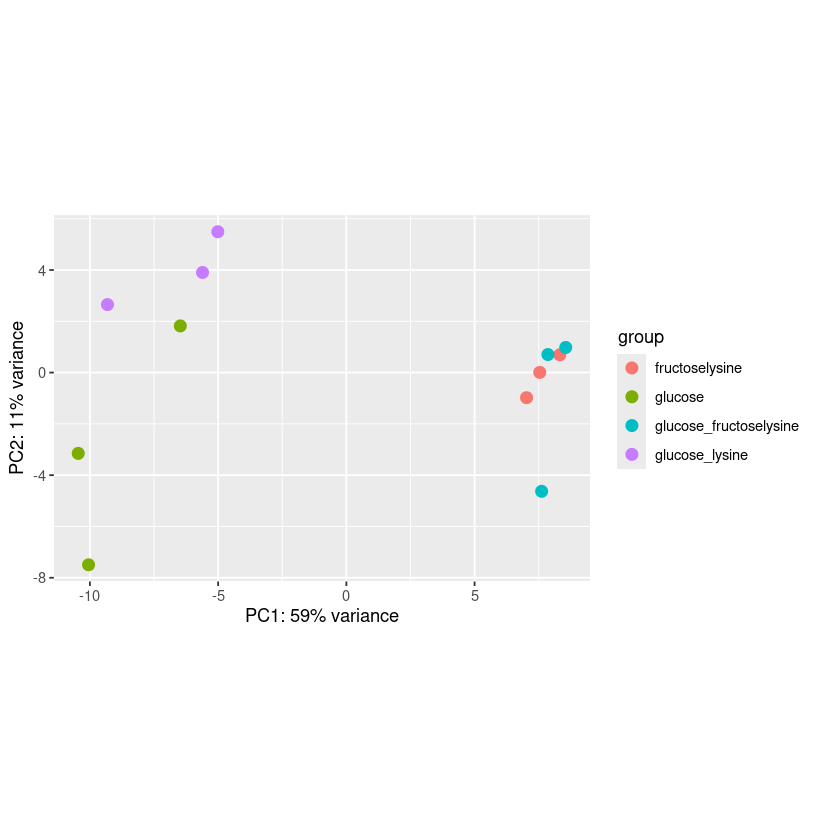 4
0
-4
-8
PC2: 11% variance
-10
-5
0
5
PC1: 59% variance
group
fructoselysine
glucose
glucose_fructoselysine
glucose_lysine